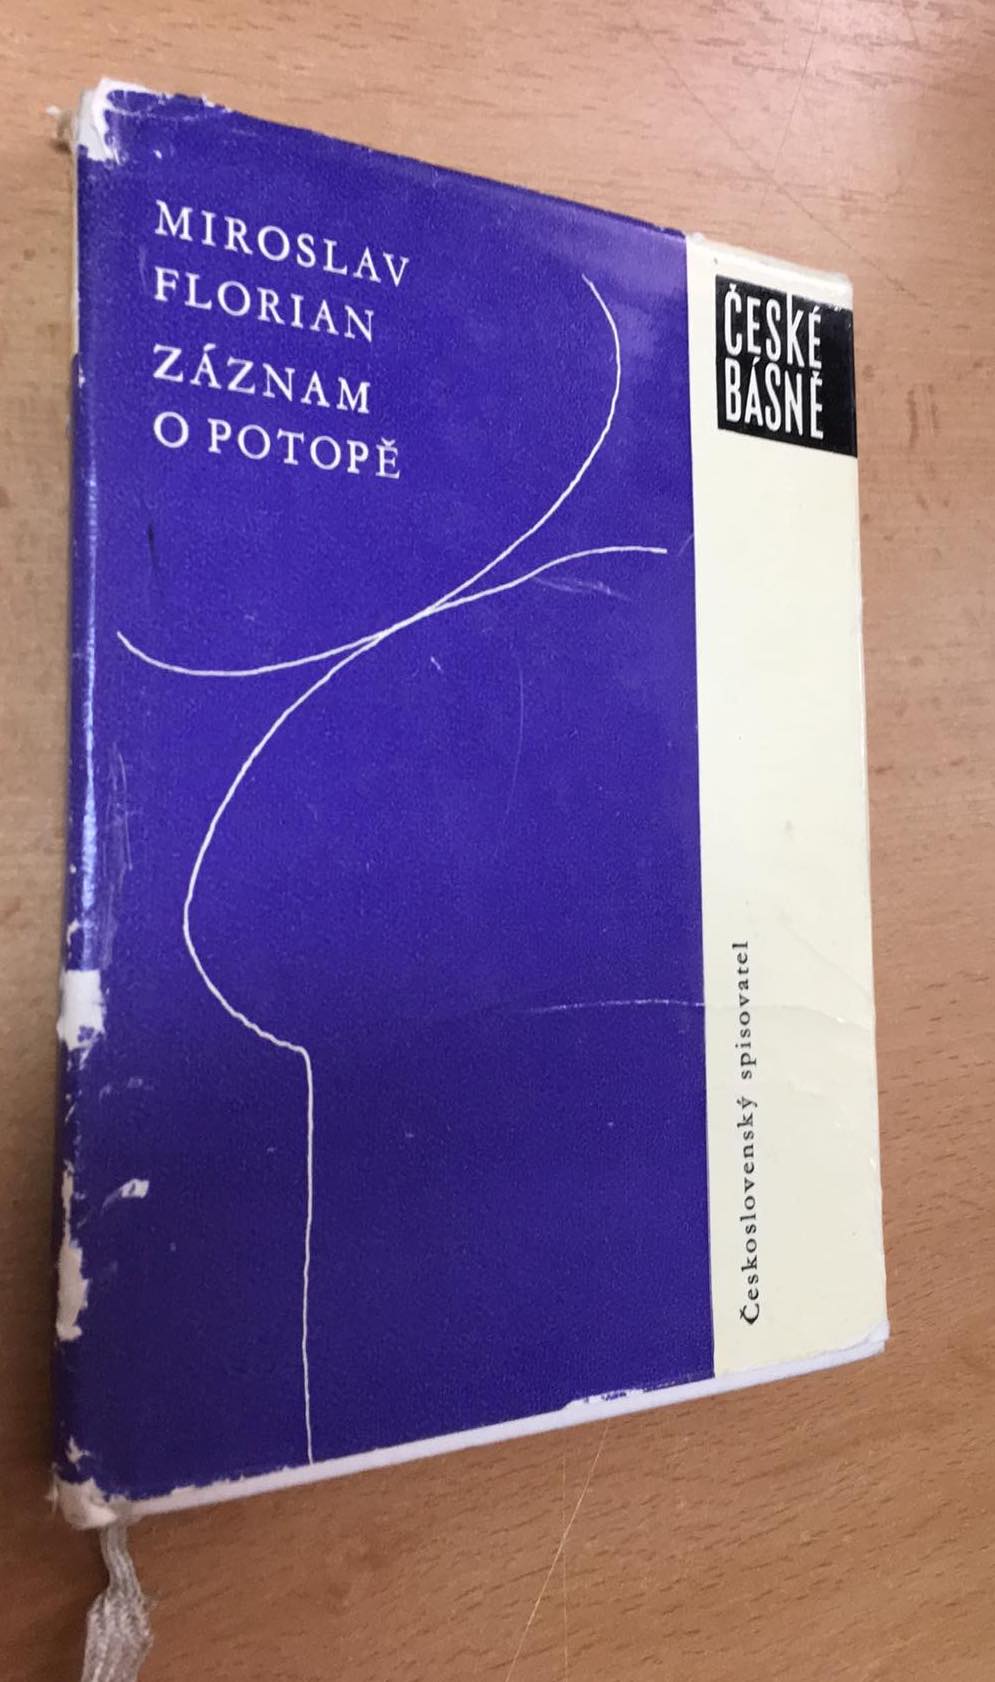 MIROSLAV
FLORIAN
ZÁZNAM
O POTOPĚ
ČESKÉ
BÁSNĚ
Československý spisovatel